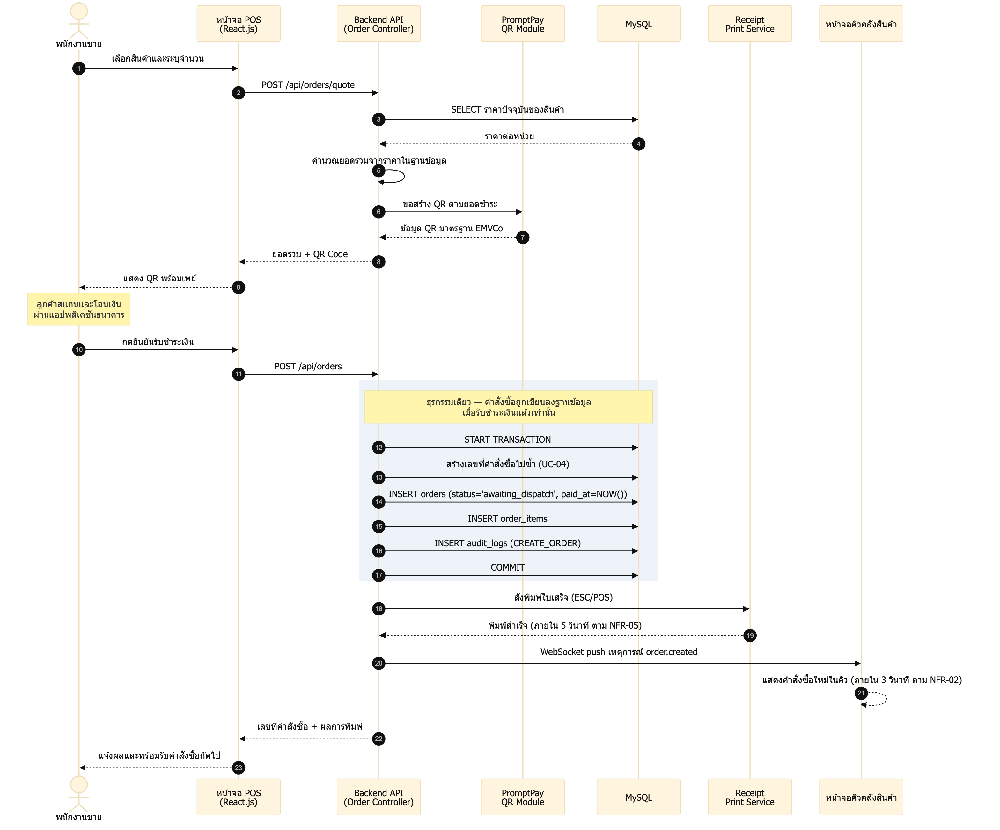 พนักงานขาย
หน้าจอ POS
(React.js)
Backend API
(Order Controller)
PromptPay
QR Module
MySQL
Receipt
Print Service
หน้าจอคิวคลังสินค้า
เลือกสินค้าและระบุจำนวน
1
POST /api/orders/quote
2
SELECT ราคาปัจจุบันของสินค้า
3
ราคาต่อหน่วย
4
คำนวณยอดรวมจากราคาในฐานข้อมูล
5
ขอสร้าง QR ตามยอดชำระ
6
ข้อมูล QR มาตรฐาน EMVCo
7
ยอดรวม + QR Code
8
แสดง QR พร้อมเพย์
9
ลูกค้าสแกนและโอนเงิน
ผ่านแอปพลิเคชันธนาคาร
กดยืนยันรับชำระเงิน
10
POST /api/orders
11
ธุรกรรมเดียว — คำสั่งซื้อถูกเขียนลงฐานข้อมูล
เมื่อรับชำระเงินแล้วเท่านั้น
START TRANSACTION
12
สร้างเลขที่คำสั่งซื้อไม่ซ้ำ (UC-04)
13
INSERT orders (status='awaiting_dispatch', paid_at=NOW())
14
INSERT order_items
15
INSERT audit_logs (CREATE_ORDER)
16
COMMIT
17
สั่งพิมพ์ใบเสร็จ (ESC/POS)
18
พิมพ์สำเร็จ (ภายใน 5 วินาที ตาม NFR-05)
19
WebSocket push เหตุการณ์ order.created
20
แสดงคำสั่งซื้อใหม่ในคิว (ภายใน 3 วินาที ตาม NFR-02)
21
เลขที่คำสั่งซื้อ + ผลการพิมพ์
22
แจ้งผลและพร้อมรับคำสั่งซื้อถัดไป
23
พนักงานขาย
หน้าจอ POS
(React.js)
Backend API
(Order Controller)
PromptPay
QR Module
MySQL
Receipt
Print Service
หน้าจอคิวคลังสินค้า